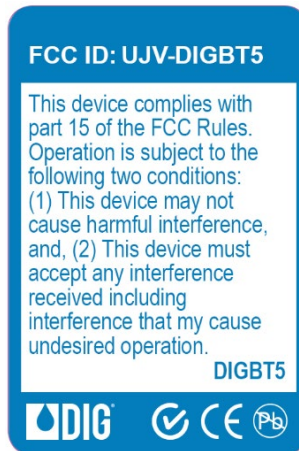 FCC ID: UJV-DIGBT5
This device complies with
part 15 of the FCC Rules.
Operation is subject to the
following two conditions:
(1) This device may not
cause harmful interference,
and, (2) This device must
accept any interference
received including
interference that my cause
undesired operation.
DIGBT5
DIG CE Pb